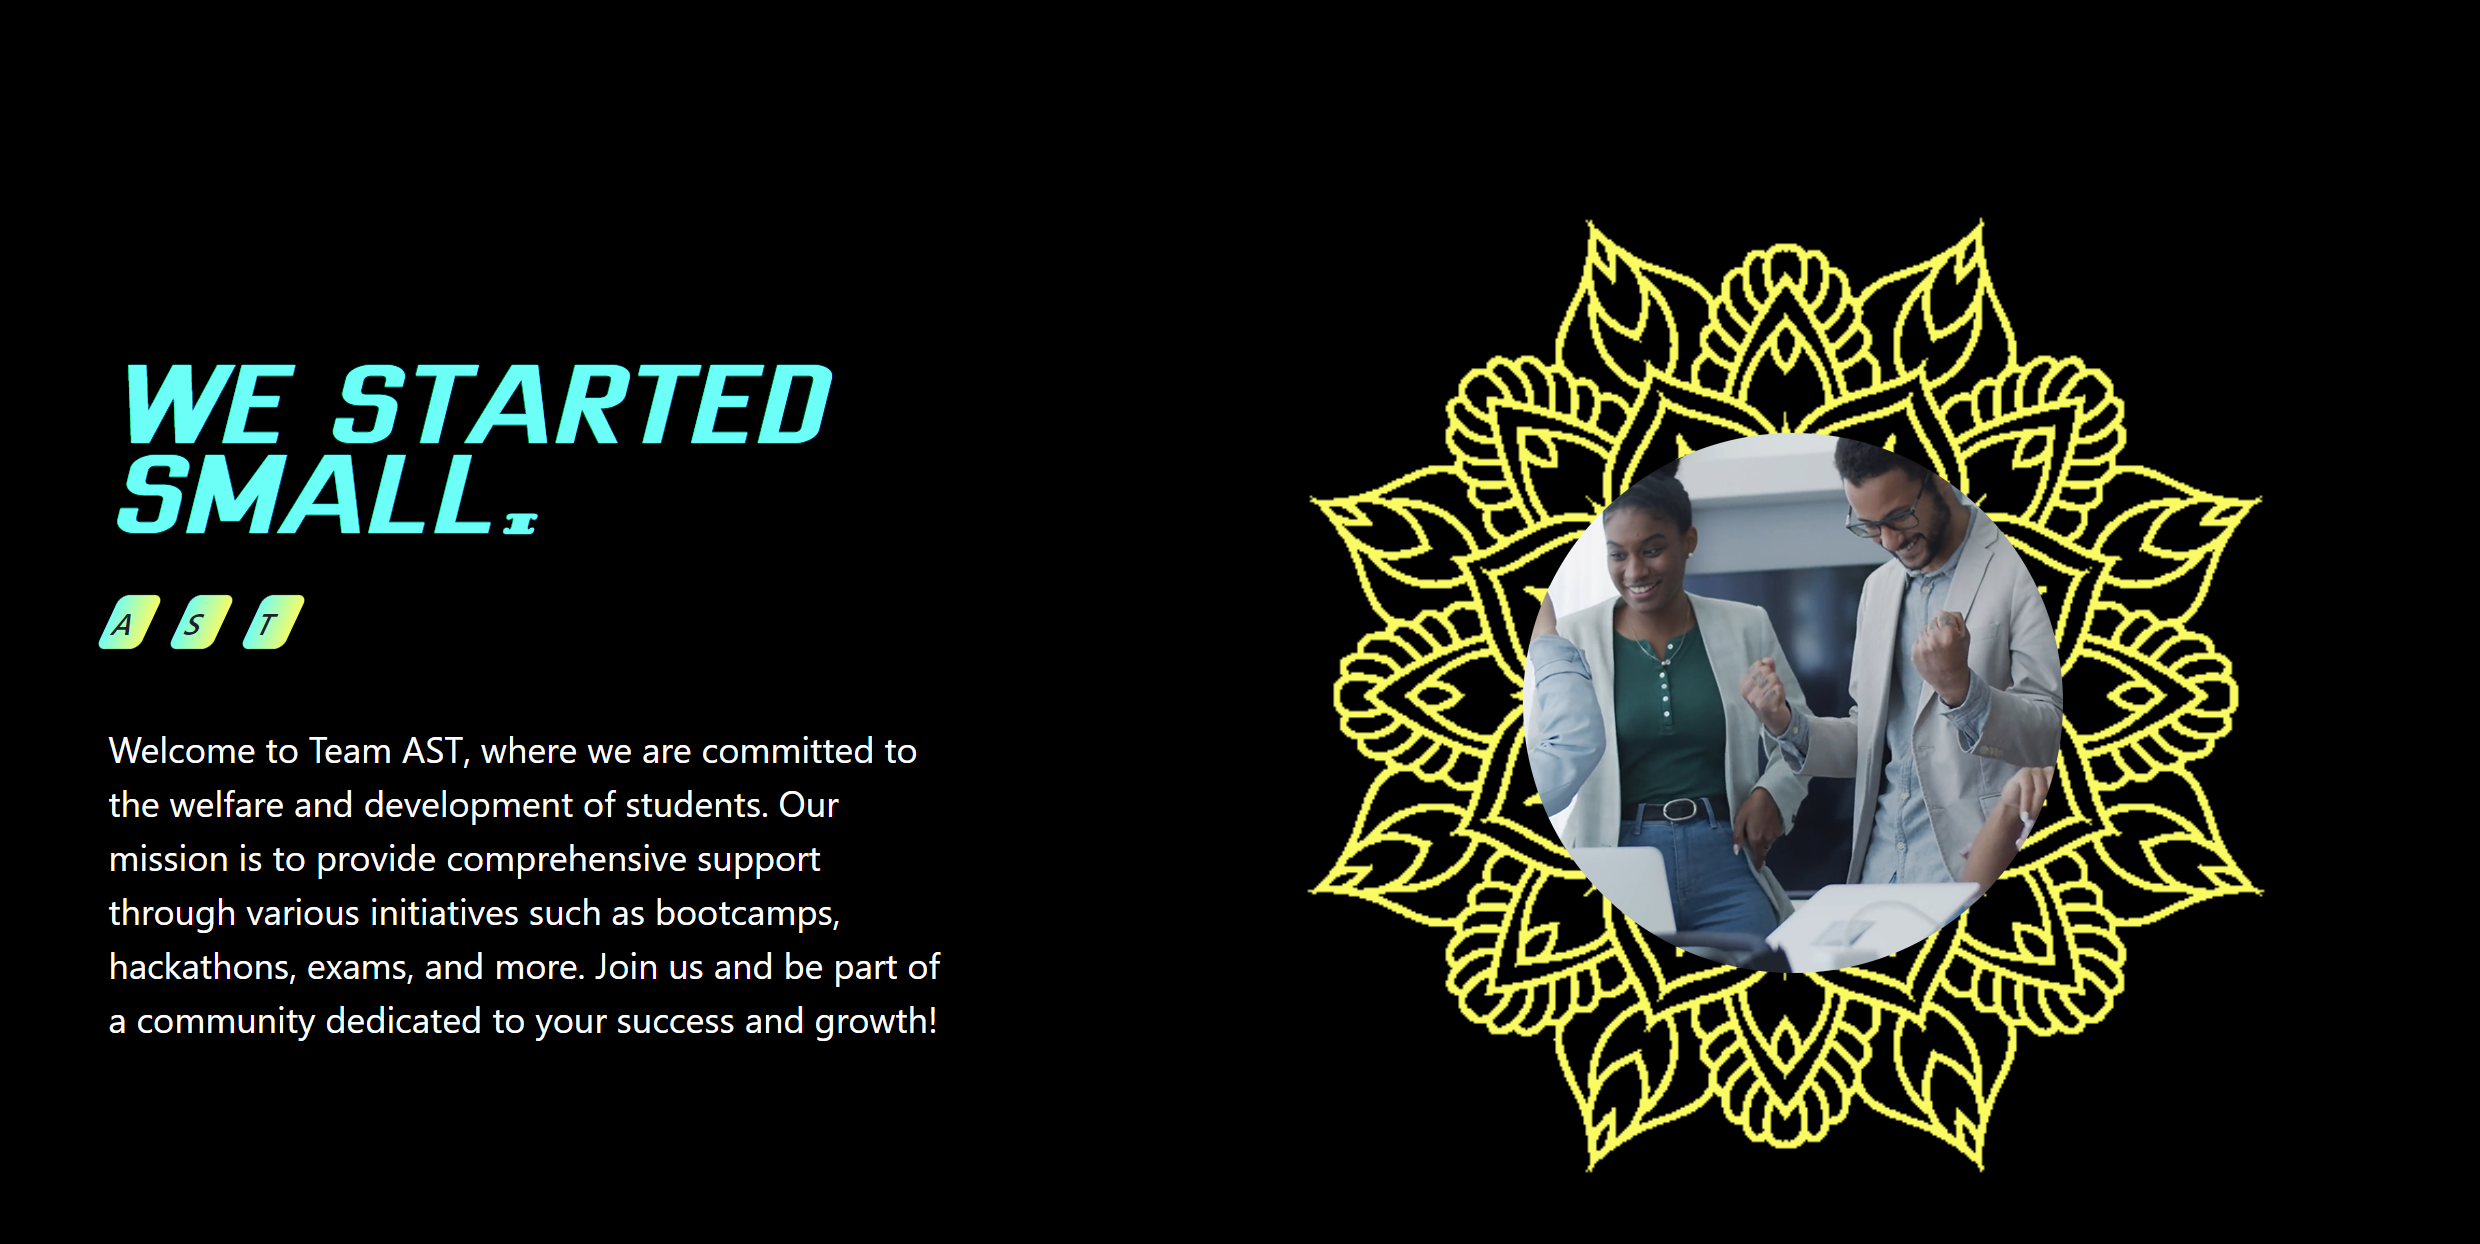 WE STARTED
SMALL.
A S T
Welcome to Team AST, where we are committed to
the welfare and development of students. Our
mission is to provide comprehensive support
through various initiatives such as bootcamps,
hackathons, exams, and more. Join us and be part of
a community dedicated to your success and growth!